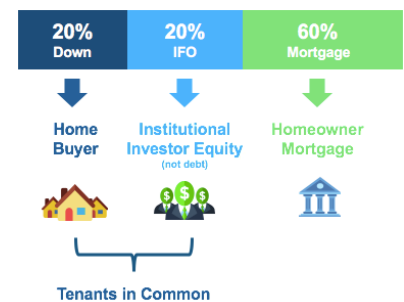 20% 20% 60%
Down IFO Mortgage
Home Institutional Homeowner
Buyer Investor Equity Mortgage
(not debt)
$ $ $
Tenants in Common